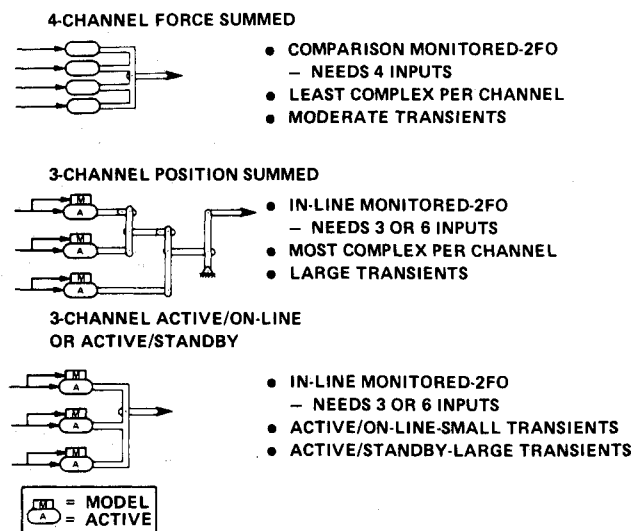 4-CHANNEL FORCE SUMMED
● COMPARISON MONITORED-2FO
– NEEDS 4 INPUTS
● LEAST COMPLEX PER CHANNEL
● MODERATE TRANSIENTS
3-CHANNEL POSITION SUMMED
M
A
M
A
M
A
● IN-LINE MONITORED-2FO
– NEEDS 3 OR 6 INPUTS
● MOST COMPLEX PER CHANNEL
● LARGE TRANSIENTS
3-CHANNEL ACTIVE/ON-LINE
OR ACTIVE/STANDBY
M
A
M
A
M
A
● IN-LINE MONITORED-2FO
– NEEDS 3 OR 6 INPUTS
● ACTIVE/ON-LINE-SMALL TRANSIENTS
● ACTIVE/STANDBY-LARGE TRANSIENTS
M = MODEL
A = ACTIVE